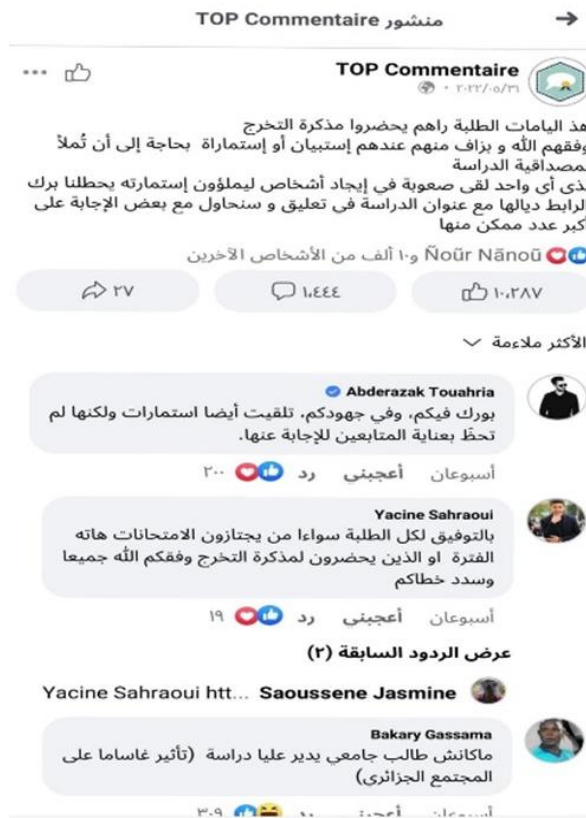 منشور TOP Commentaire
TOP Commentaire
٢٠٢٢/٠٥/٣١
هذ اليامات الطلبة راهم يحضروا مذكرة التخرج
وفقهم الله و بزاف منهم عندهم إستبيان أو إستمارة بحاجة إلى أن تُملأ
لمصداقية الدراسة
لذى أي واحد لقى صعوبة في إيجاد أشخاص ليملؤون إستمارته يحطلنا برك
الرابط ديالها مع عنوان الدراسة في تعليق و سنحاول مع بعض الإجابة على
أكبر عدد ممكن منها
Ñoũr Nãnoũ و١٠ ألف من الأشخاص الآخرين
١٠٬٢٨٧
١٬٤٤٤
٢٧
الأكثر ملاءمة
Abderazak Touahria
بورك فيكم، وفي جهودكم، تلقيت أيضا استمارات ولكنها لم
تحظّ بعناية المتابعين للإجابة عنها.
أسبوعان أعجبني رد ٢٠٠
Yacine Sahraoui
بالتوفيق لكل الطلبة سواءا من يجتازون الامتحانات هاته
الفترة او الذين يحضرون لمذكرة التخرج وفقكم الله جميعا
وسدد خطاكم
أسبوعان أعجبني رد ١٩
عرض الردود السابقة (٢)
Saoussene Jasmine Yacine Sahraoui htt...
Bakary Gassama
ماكانش طالب جامعي يدير عليا دراسة (تأثير غاساما على
المجتمع الجزائري)
أسبوعان أعجبني رد ٣٠٩